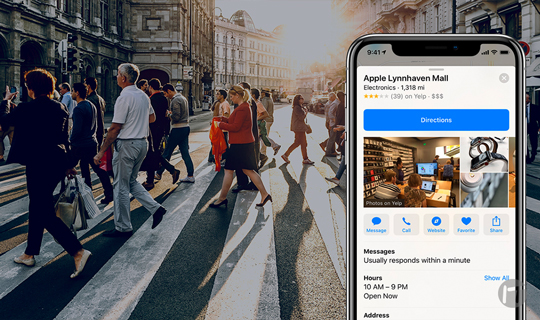 9:41
Apple Lynnhaven Mall
Electronics · 1,318 mi
(39) on Yelp · $$$
Directions
Photos on Yelp
Message
Call
Website
Favorite
Share
Messages
Usually responds within a minute
Hours
Show All
10 AM – 9 PM
Open Now
Address